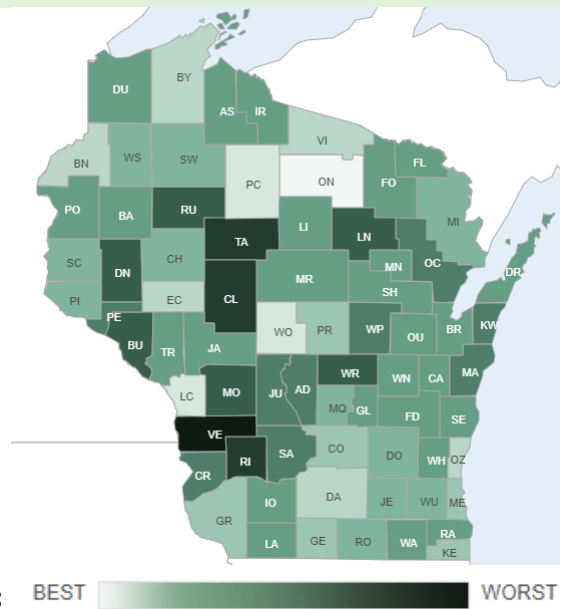 BY
DU
AS
IR
VI
BN
WS
SW
FL
ON
FO
PC
PO
BA
RU
MI
LI
LN
TA
SC
CH
OC
DN
MN
DR
MR
SH
PI
EC
CL
PE
WO
PR
WP
KW
OU
BR
BU
TR
JA
WR
WN
CA
MA
LC
MO
JU
AD
MQ
GL
FD
SE
VE
CO
RI
SA
DO
WH
OZ
CR
DA
IO
JE
WU
ME
GR
LA
GE
RO
WA
RA
KE
BEST
WORST